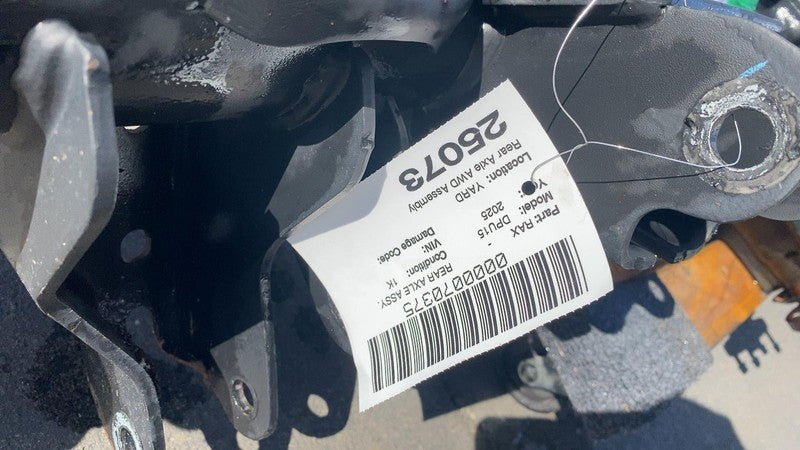 25073
Rear Axle AWD Assembly
Location: YARD
Year: 2025
Model: DPU15 -
Part: RAX
Damage Code:
VIN:
Condition: 1K
REAR AXLE ASSY.
0000070375